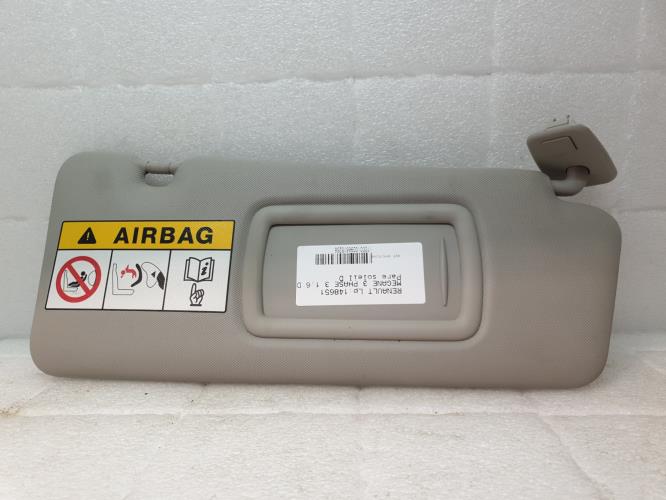 AIRBAG
RENAULT Lo 148651
MEGANE 3 PHASE 3 1.6 D
Pare soleil D